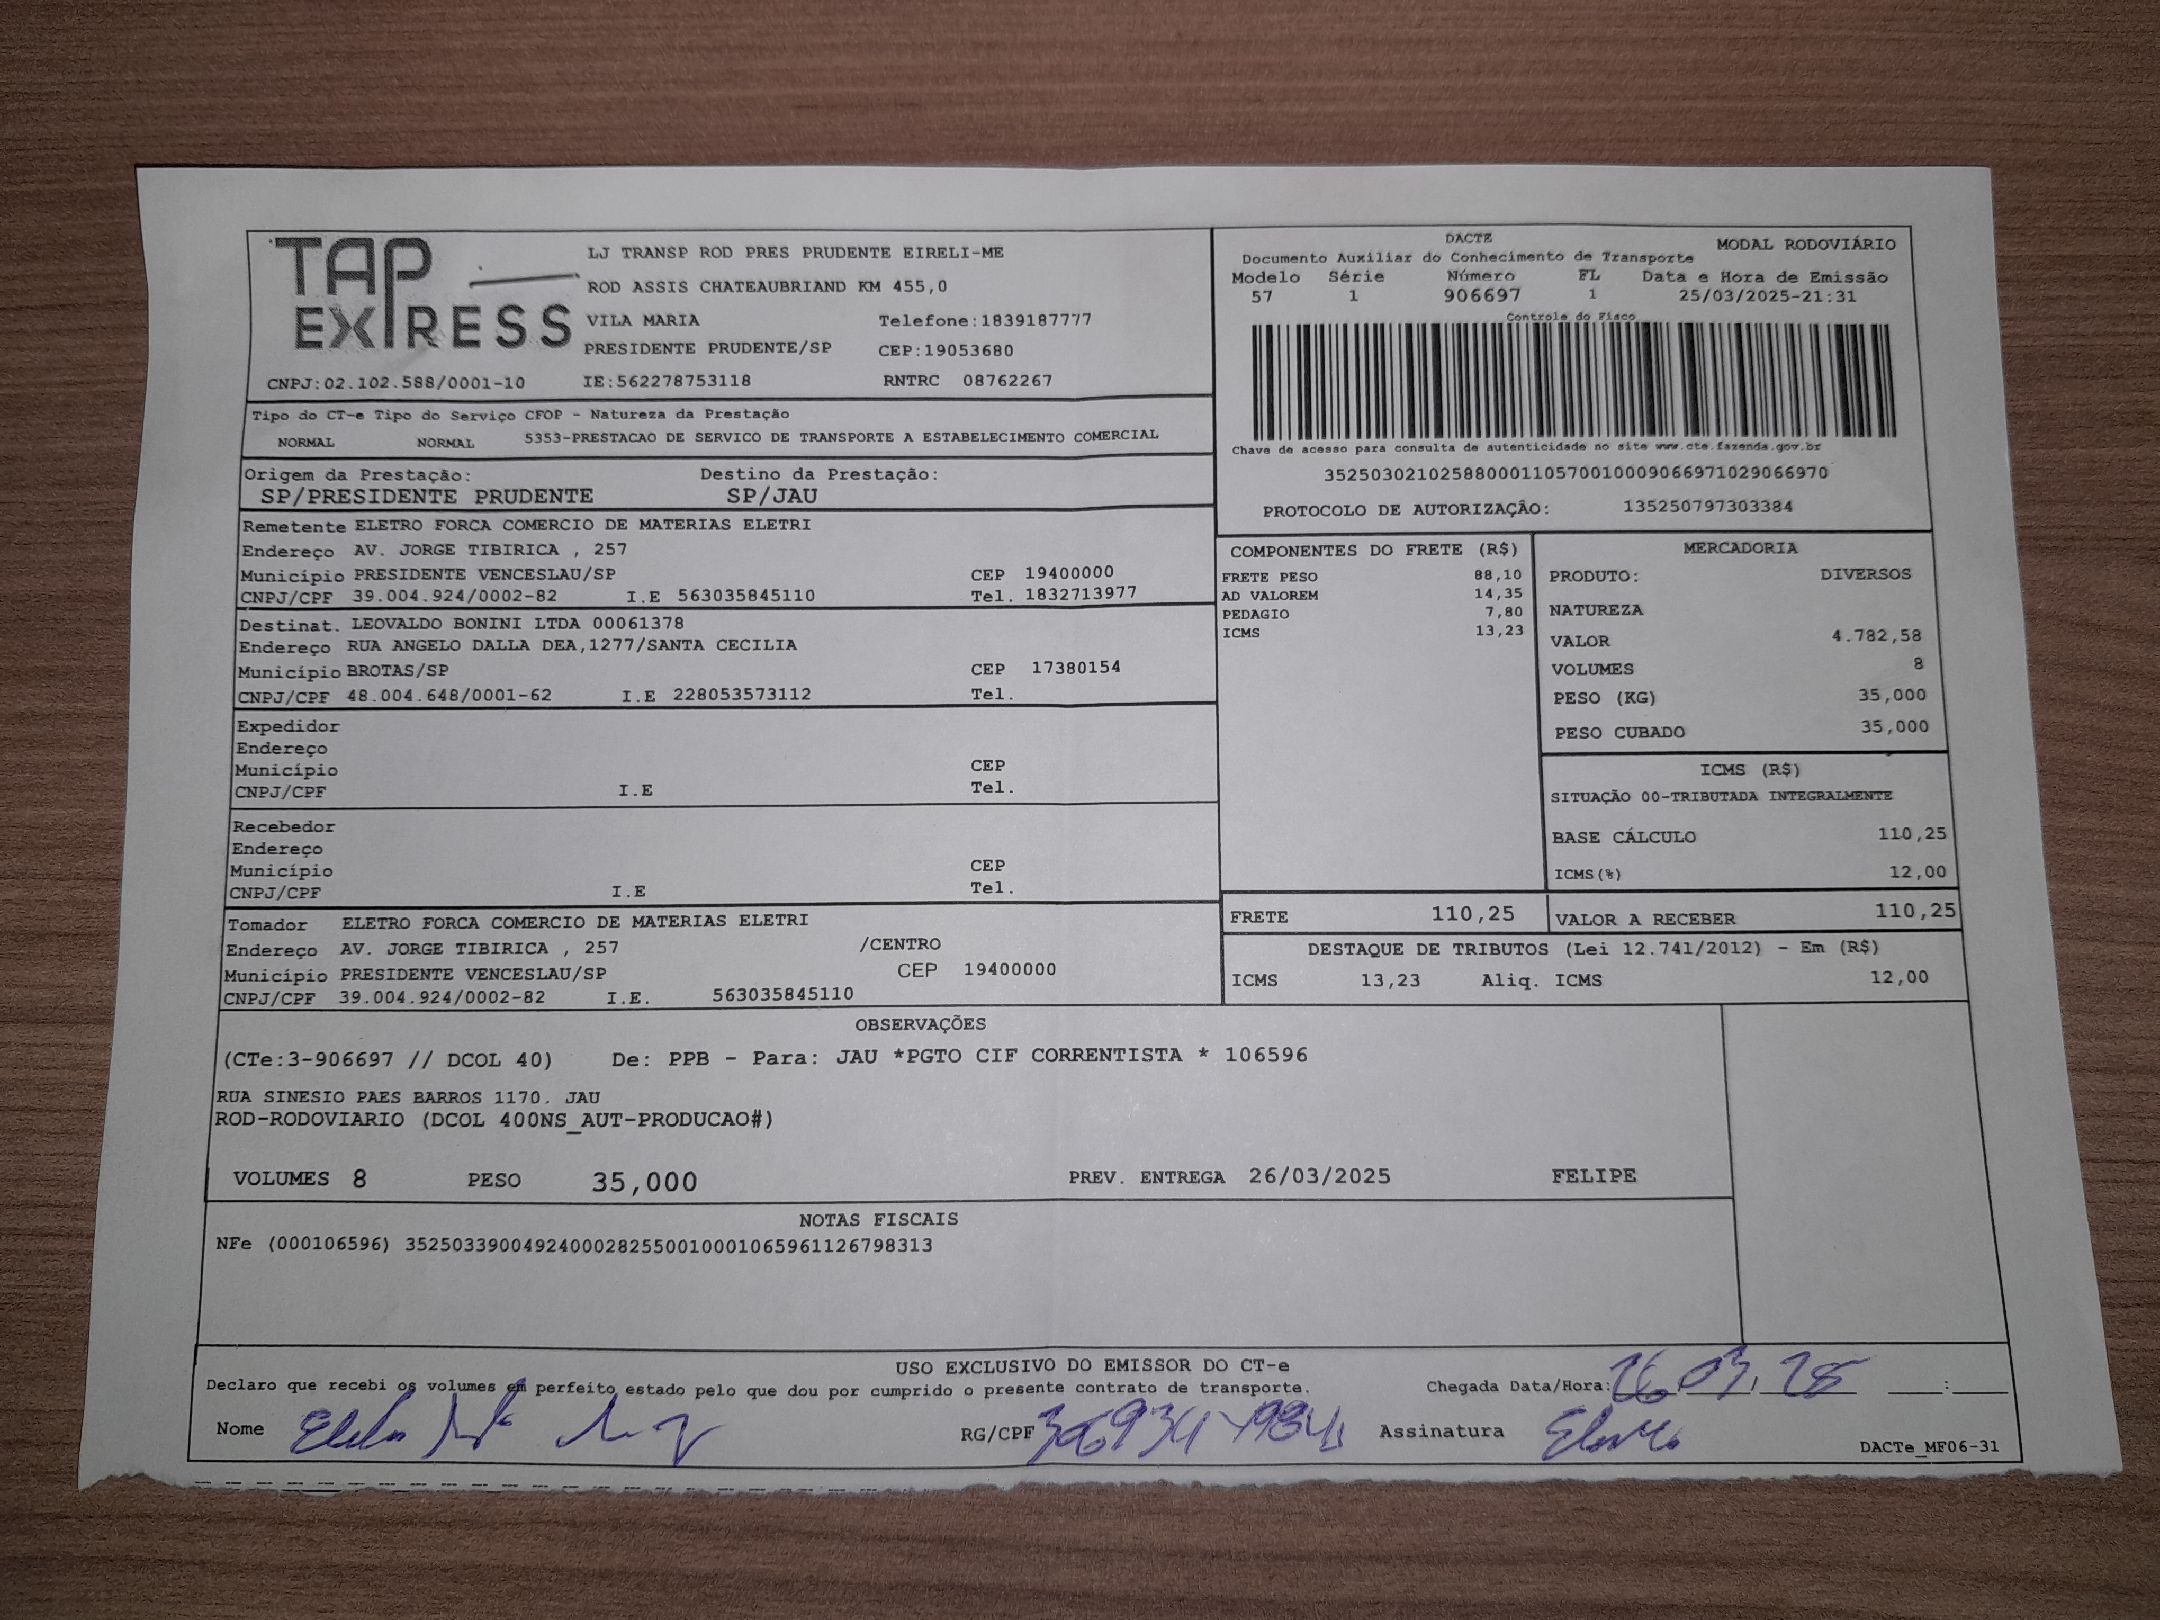 TAP EXPRESS
LJ TRANSP ROD PRES PRUDENTE EIRELI-ME
ROD ASSIS CHATEAUBRIAND KM 455,0
VILA MARIA Telefone:1839187777
PRESIDENTE PRUDENTE/SP CEP:19053680
CNPJ:02.102.588/0001-10 IE:562278753118 RNTRC 08762267
Tipo do CT-e Tipo do Serviço CFOP - Natureza da Prestação
NORMAL NORMAL 5353-PRESTACAO DE SERVICO DE TRANSPORTE A ESTABELECIMENTO COMERCIAL
Origem da Prestação: Destino da Prestação:
SP/PRESIDENTE PRUDENTE SP/JAU
DACTE
Documento Auxiliar do Conhecimento de Transporte MODAL RODOVIÁRIO
Modelo Série Número FL Data e Hora de Emissão
57 1 906697 1 25/03/2025-21:31
Controle do Fisco
Chave de acesso para consulta de autenticidade no site www.cte.fazenda.gov.br
35250302102588000110570010009066971029066970
PROTOCOLO DE AUTORIZAÇÃO: 135250797303384
Remetente ELETRO FORCA COMERCIO DE MATERIAS ELETRI
Endereço AV. JORGE TIBIRICA , 257
Município PRESIDENTE VENCESLAU/SP CEP 19400000
CNPJ/CPF 39.004.924/0002-82 I.E 563035845110 Tel. 1832713977
Destinat. LEOVALDO BONINI LTDA 00061378
Endereço RUA ANGELO DALLA DEA,1277/SANTA CECILIA
Município BROTAS/SP CEP 17380154
CNPJ/CPF 48.004.648/0001-62 I.E 228053573112 Tel.
Expedidor
Endereço
Município CEP
CNPJ/CPF I.E Tel.
Recebedor
Endereço
Município CEP
CNPJ/CPF I.E Tel.
Tomador ELETRO FORCA COMERCIO DE MATERIAS ELETRI
Endereço AV. JORGE TIBIRICA , 257 /CENTRO
Município PRESIDENTE VENCESLAU/SP CEP 19400000
CNPJ/CPF 39.004.924/0002-82 I.E. 563035845110
COMPONENTES DO FRETE (R$)
FRETE PESO 88,10
AD VALOREM 14,35
PEDAGIO 7,80
ICMS 13,23
MERCADORIA
PRODUTO: DIVERSOS
NATUREZA
VALOR 4.782,58
VOLUMES 8
PESO (KG) 35,000
PESO CUBADO 35,000
ICMS (R$)
SITUAÇÃO 00-TRIBUTADA INTEGRALMENTE
BASE CÁLCULO 110,25
ICMS(%) 12,00
FRETE 110,25 VALOR A RECEBER 110,25
DESTAQUE DE TRIBUTOS (Lei 12.741/2012) - Em (R$)
ICMS 13,23 Aliq. ICMS 12,00
OBSERVAÇÕES
(CTe:3-906697 // DCOL 40) De: PPB - Para: JAU *PGTO CIF CORRENTISTA * 106596
RUA SINESIO PAES BARROS 1170. JAU
ROD-RODOVIARIO (DCOL 400NS_AUT-PRODUCAO#)
VOLUMES 8 PESO 35,000 PREV. ENTREGA 26/03/2025 FELIPE
NOTAS FISCAIS
NFe (000106596) 35250339004924000282550010001065961126798313
USO EXCLUSIVO DO EMISSOR DO CT-e
Declaro que recebi os volumes em perfeito estado pelo que dou por cumprido o presente contrato de transporte. Chegada Data/Hora: 26.03.25 :
Nome RG/CPF Assinatura
DACTe_MF06-31